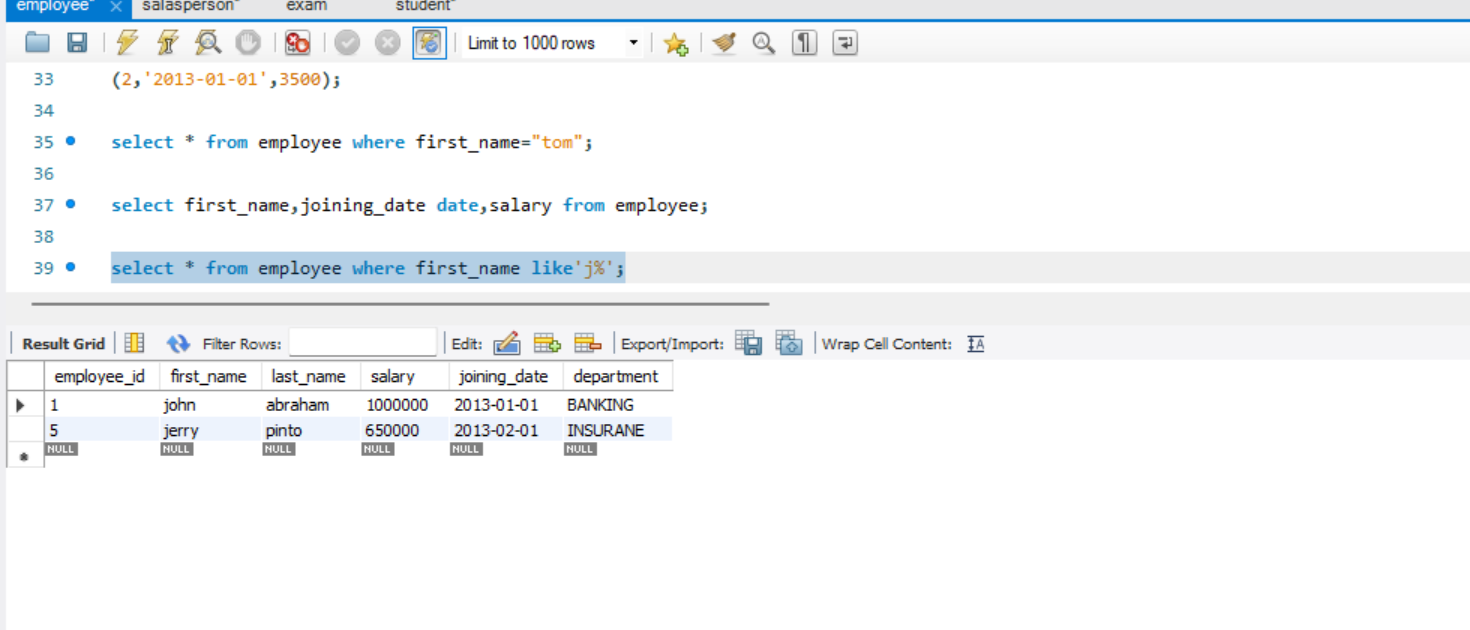 employee* × salasperson* exam student*
Limit to 1000 rows
33 (2,'2013-01-01',3500);
34
35 select * from employee where first_name="tom";
36
37 select first_name,joining_date date,salary from employee;
38
39 select * from employee where first_name like'j%';
Result Grid Filter Rows: Edit: Export/Import: Wrap Cell Content: IA
employee_id first_name last_name salary joining_date department
1 john abraham 1000000 2013-01-01 BANKING
5 jerry pinto 650000 2013-02-01 INSURANE
NULL NULL NULL NULL NULL NULL